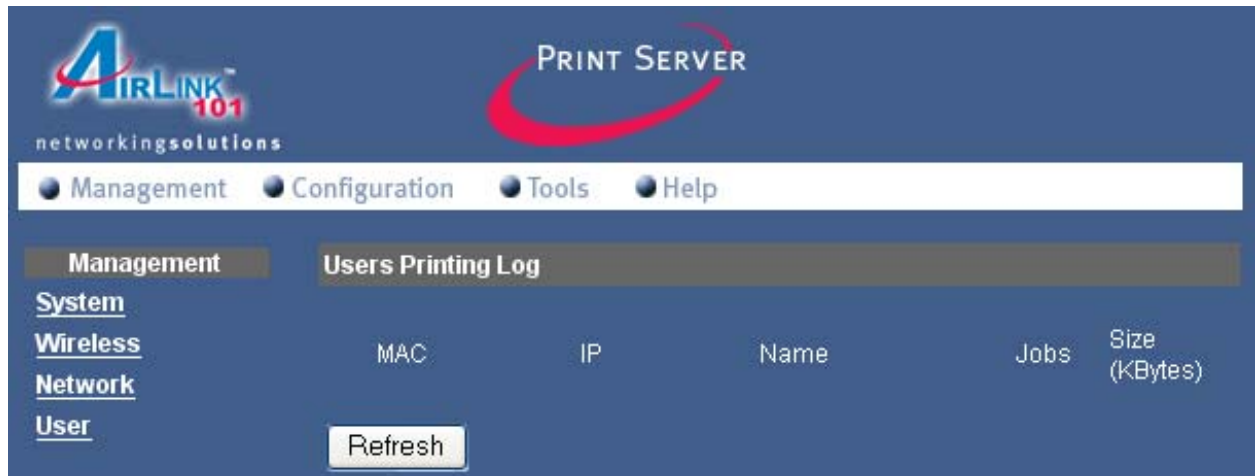 AIRLINK™
101
networkingsolutions
PRINT SERVER
Management Configuration Tools Help
Management
System
Wireless
Network
User
Users Printing Log
MAC IP Name Jobs Size (KBytes)
Refresh